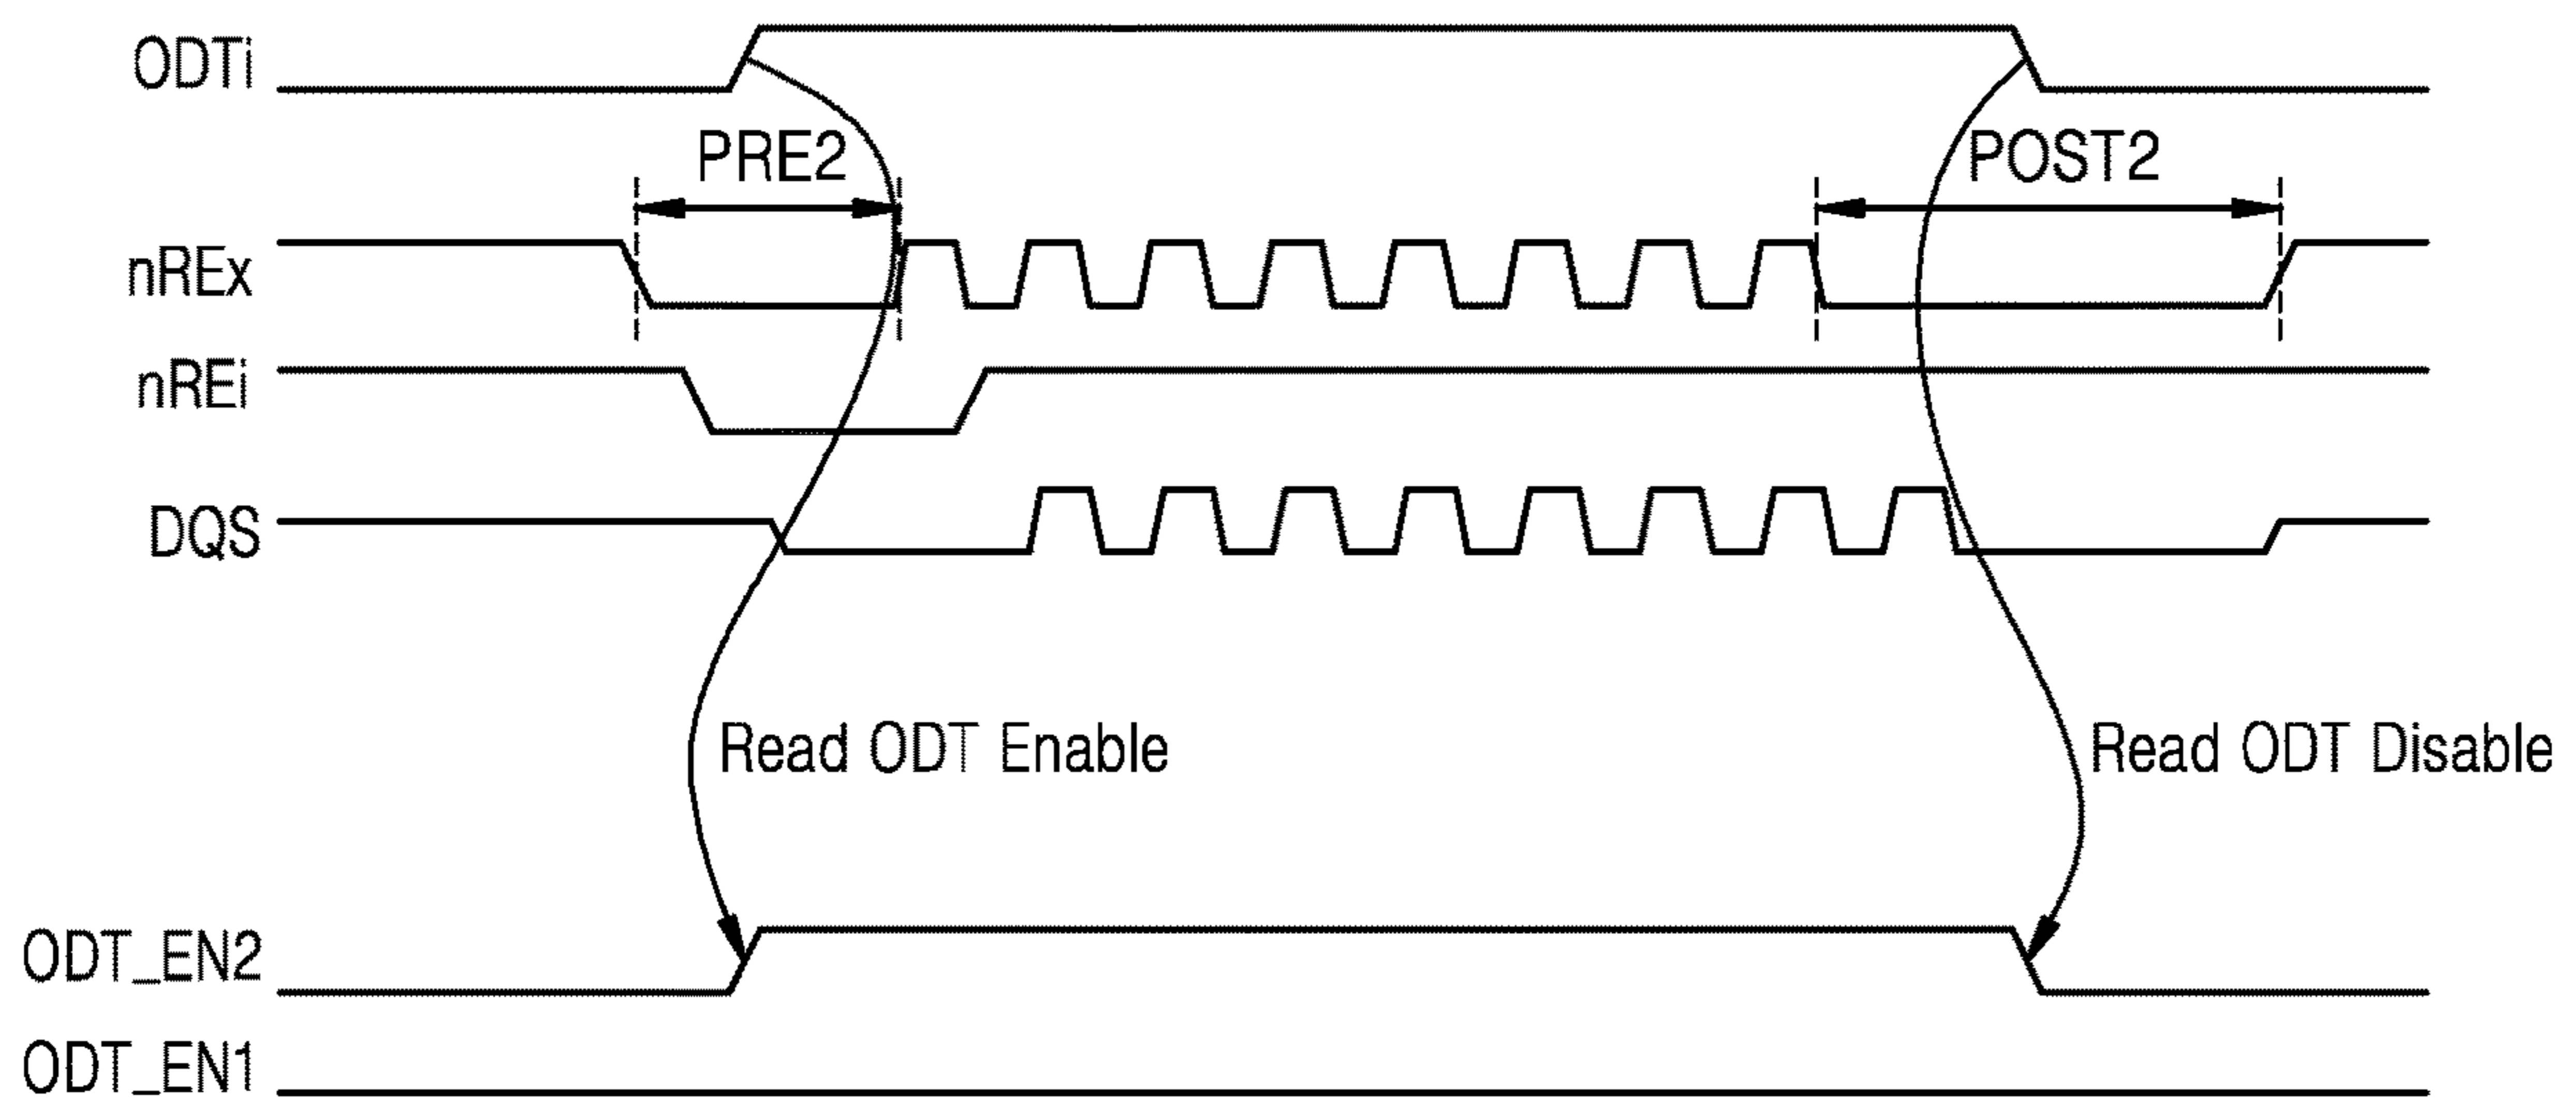 ODTi
PRE2
POST2
nREx
nREi
DQS
Read ODT Enable
Read ODT Disable
ODT_EN2
ODT_EN1